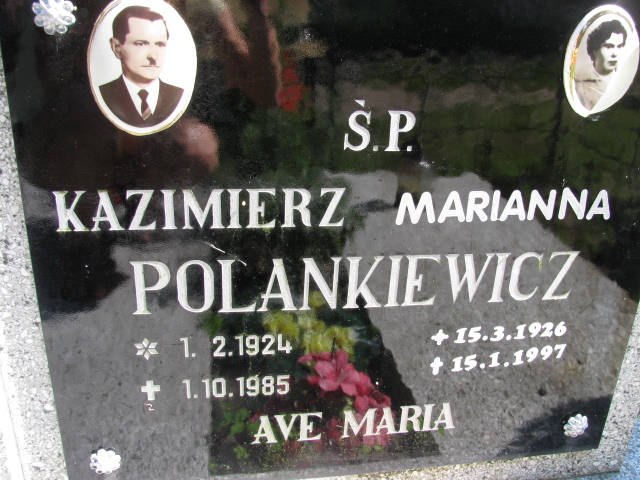 Ś.P.
KAZIMIERZ MARIANNA
POLANKIEWICZ
1. 2.1924 + 15.3.1926
+ 1.10.1985 + 15.1.1997
AVE MARIA